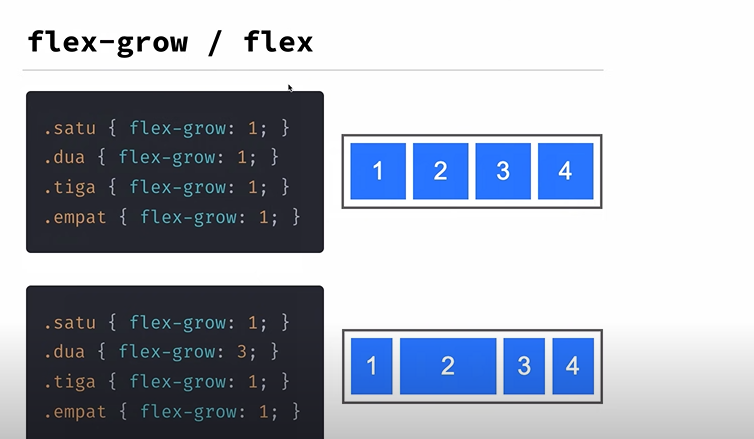 flex-grow / flex
.satu { flex-grow: 1; }
.dua { flex-grow: 1; }
.tiga { flex-grow: 1; }
.empat { flex-grow: 1; }
1 2 3 4
.satu { flex-grow: 1; }
.dua { flex-grow: 3; }
.tiga { flex-grow: 1; }
.empat { flex-grow: 1; }
1 2 3 4